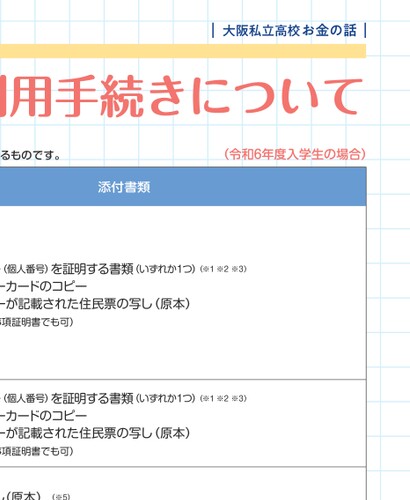 大阪私立高校 お金の話
用手続きについて
るものです。
(令和6年度入学生の場合)
添付書類
(個人番号) を証明する書類 (いずれか1つ) (※1 ※2 ※3)
ーカードのコピー
ーが記載された住民票の写し (原本)
項証明書でも可)
(個人番号) を証明する書類 (いずれか1つ) (※1 ※2 ※3)
ーカードのコピー
ーが記載された住民票の写し (原本)
項証明書でも可)
(原本) (※5)